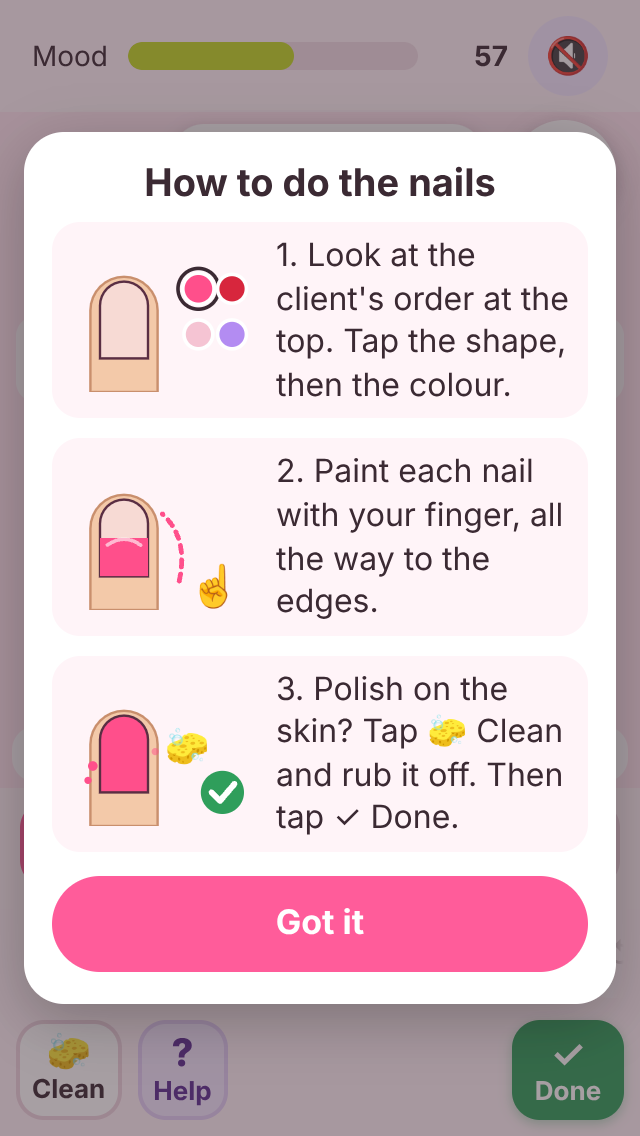 Mood 57
How to do the nails
1. Look at the
client's order at the
top. Tap the shape,
then the colour.
2. Paint each nail
with your finger, all
the way to the
edges.
3. Polish on the
skin? Tap 🧽 Clean
and rub it off. Then
tap ✓ Done.
Got it
Clean
? Help
✓ Done